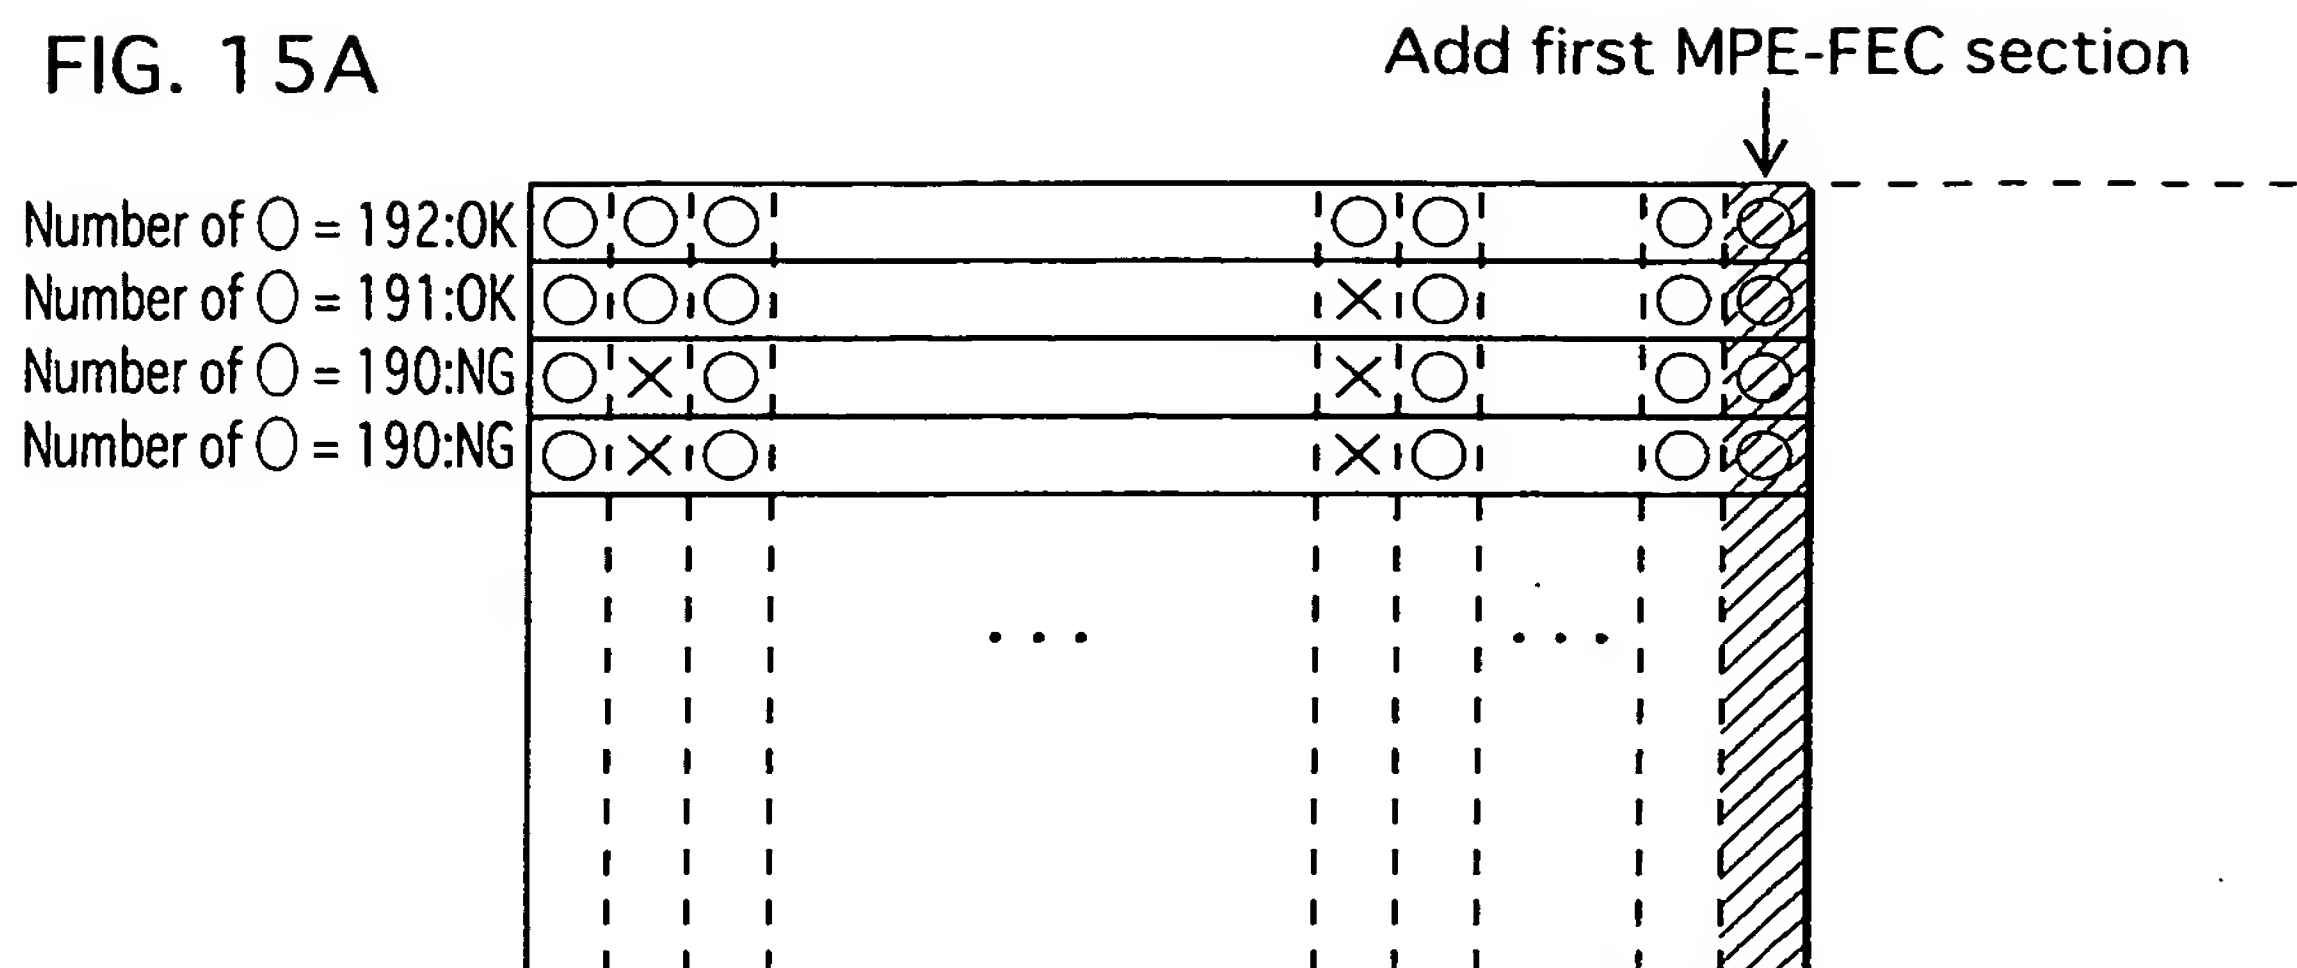 FIG. 15A
Add first MPE-FEC section
Number of ○ = 192:OK
Number of ○ = 191:OK
Number of ○ = 190:NG
Number of ○ = 190:NG